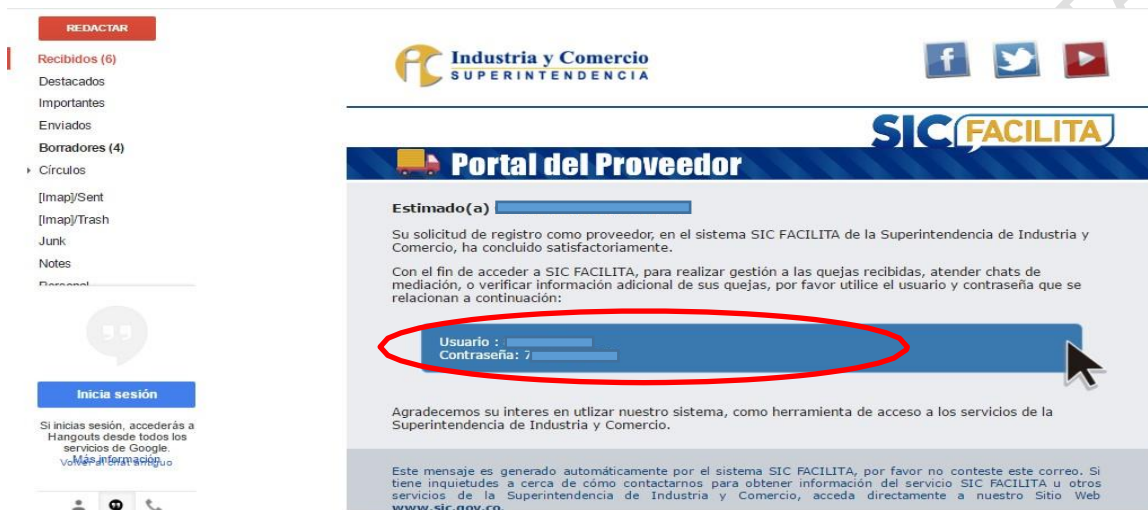 REDACTAR
Recibidos (6)
Destacados
Importantes
Enviados
Borradores (4)
Círculos
[Imap]/Sent
[Imap]/Trash
Junk
Notes
Personal
Inicia sesión
Si inicias sesión, accederás a
Hangouts desde todos los
servicios de Google.
Más información
Volver al chat antiguo
Industria y Comercio
SUPERINTENDENCIA
SIC FACILITA
Portal del Proveedor
Estimado(a)
Su solicitud de registro como proveedor, en el sistema SIC FACILITA de la Superintendencia de Industria y
Comercio, ha concluido satisfactoriamente.
Con el fin de acceder a SIC FACILITA, para realizar gestión a las quejas recibidas, atender chats de
mediación, o verificar información adicional de sus quejas, por favor utilice el usuario y contraseña que se
relacionan a continuación:
Usuario :
Contraseña: 7
Agradecemos su interes en utlizar nuestro sistema, como herramienta de acceso a los servicios de la
Superintendencia de Industria y Comercio.
Este mensaje es generado automáticamente por el sistema SIC FACILITA, por favor no conteste este correo. Si
tiene inquietudes a cerca de cómo contactarnos para obtener información del servicio SIC FACILITA u otros
servicios de la Superintendencia de Industria y Comercio, acceda directamente a nuestro Sitio Web
www.sic.gov.co.